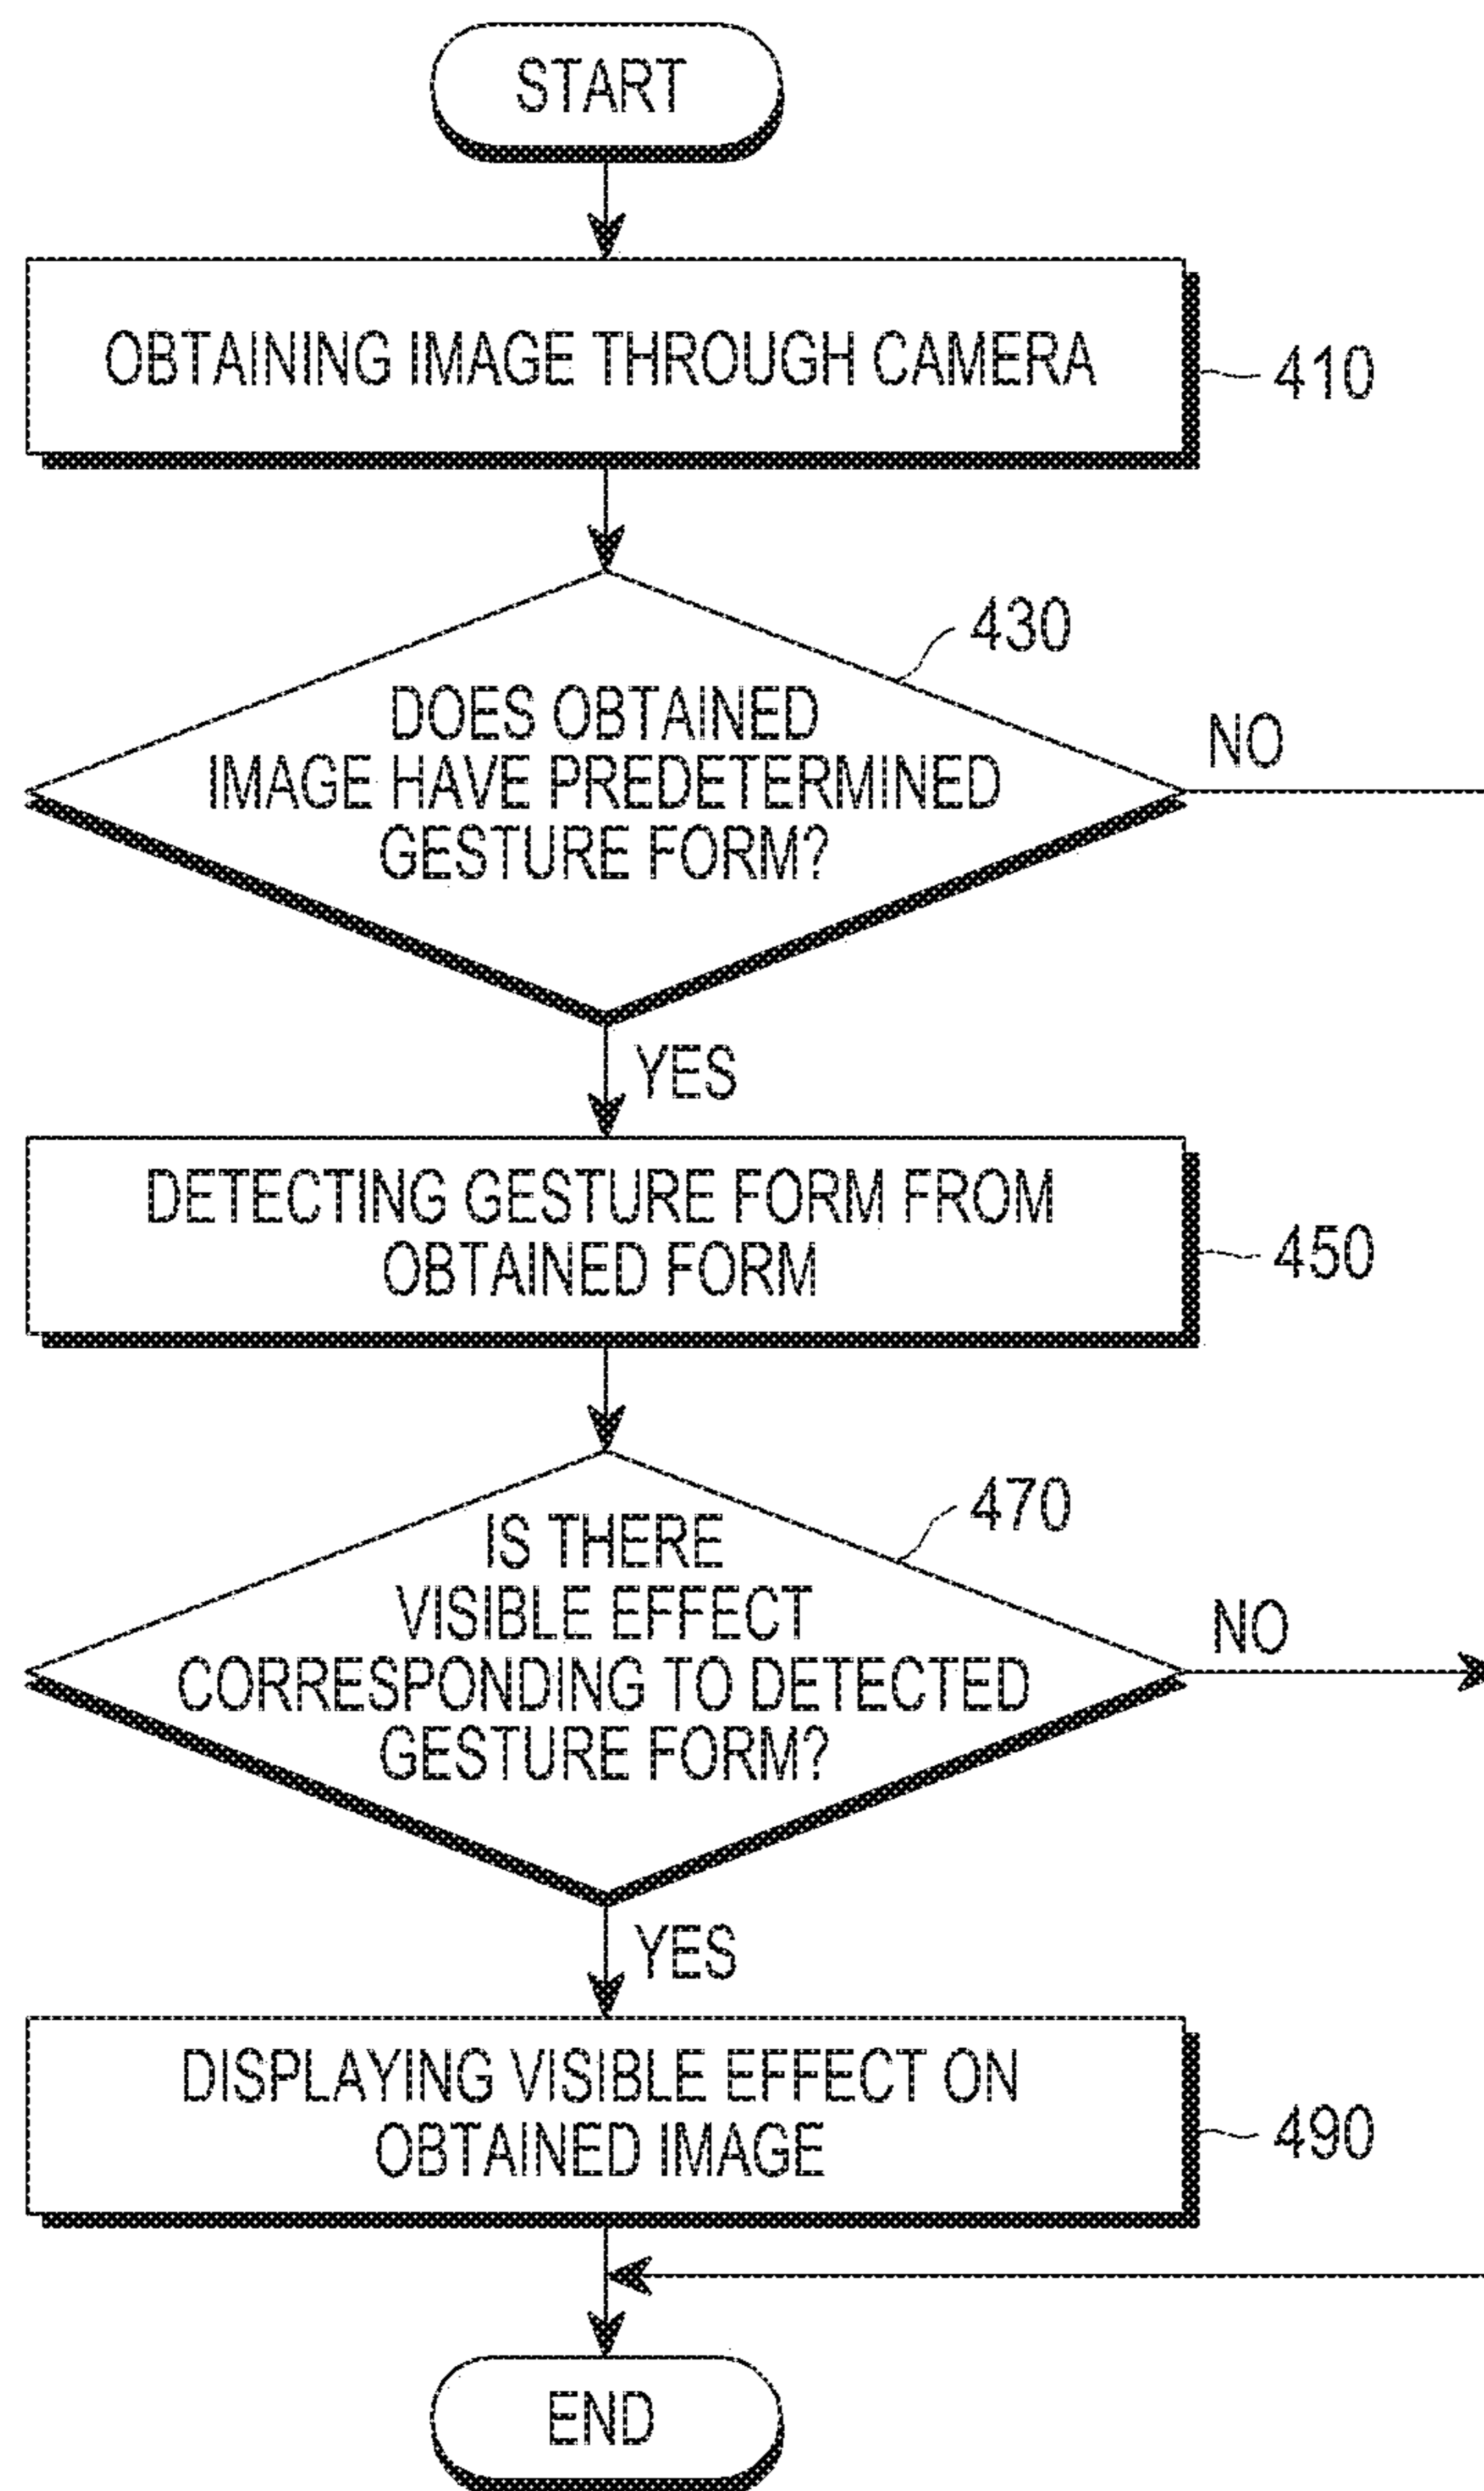 START
OBTAINING IMAGE THROUGH CAMERA
410
430
DOES OBTAINED
IMAGE HAVE PREDETERMINED
GESTURE FORM?
NO
YES
DETECTING GESTURE FORM FROM
OBTAINED FORM
450
470
IS THERE
VISIBLE EFFECT
CORRESPONDING TO DETECTED
GESTURE FORM?
NO
YES
DISPLAYING VISIBLE EFFECT ON
OBTAINED IMAGE
490
END